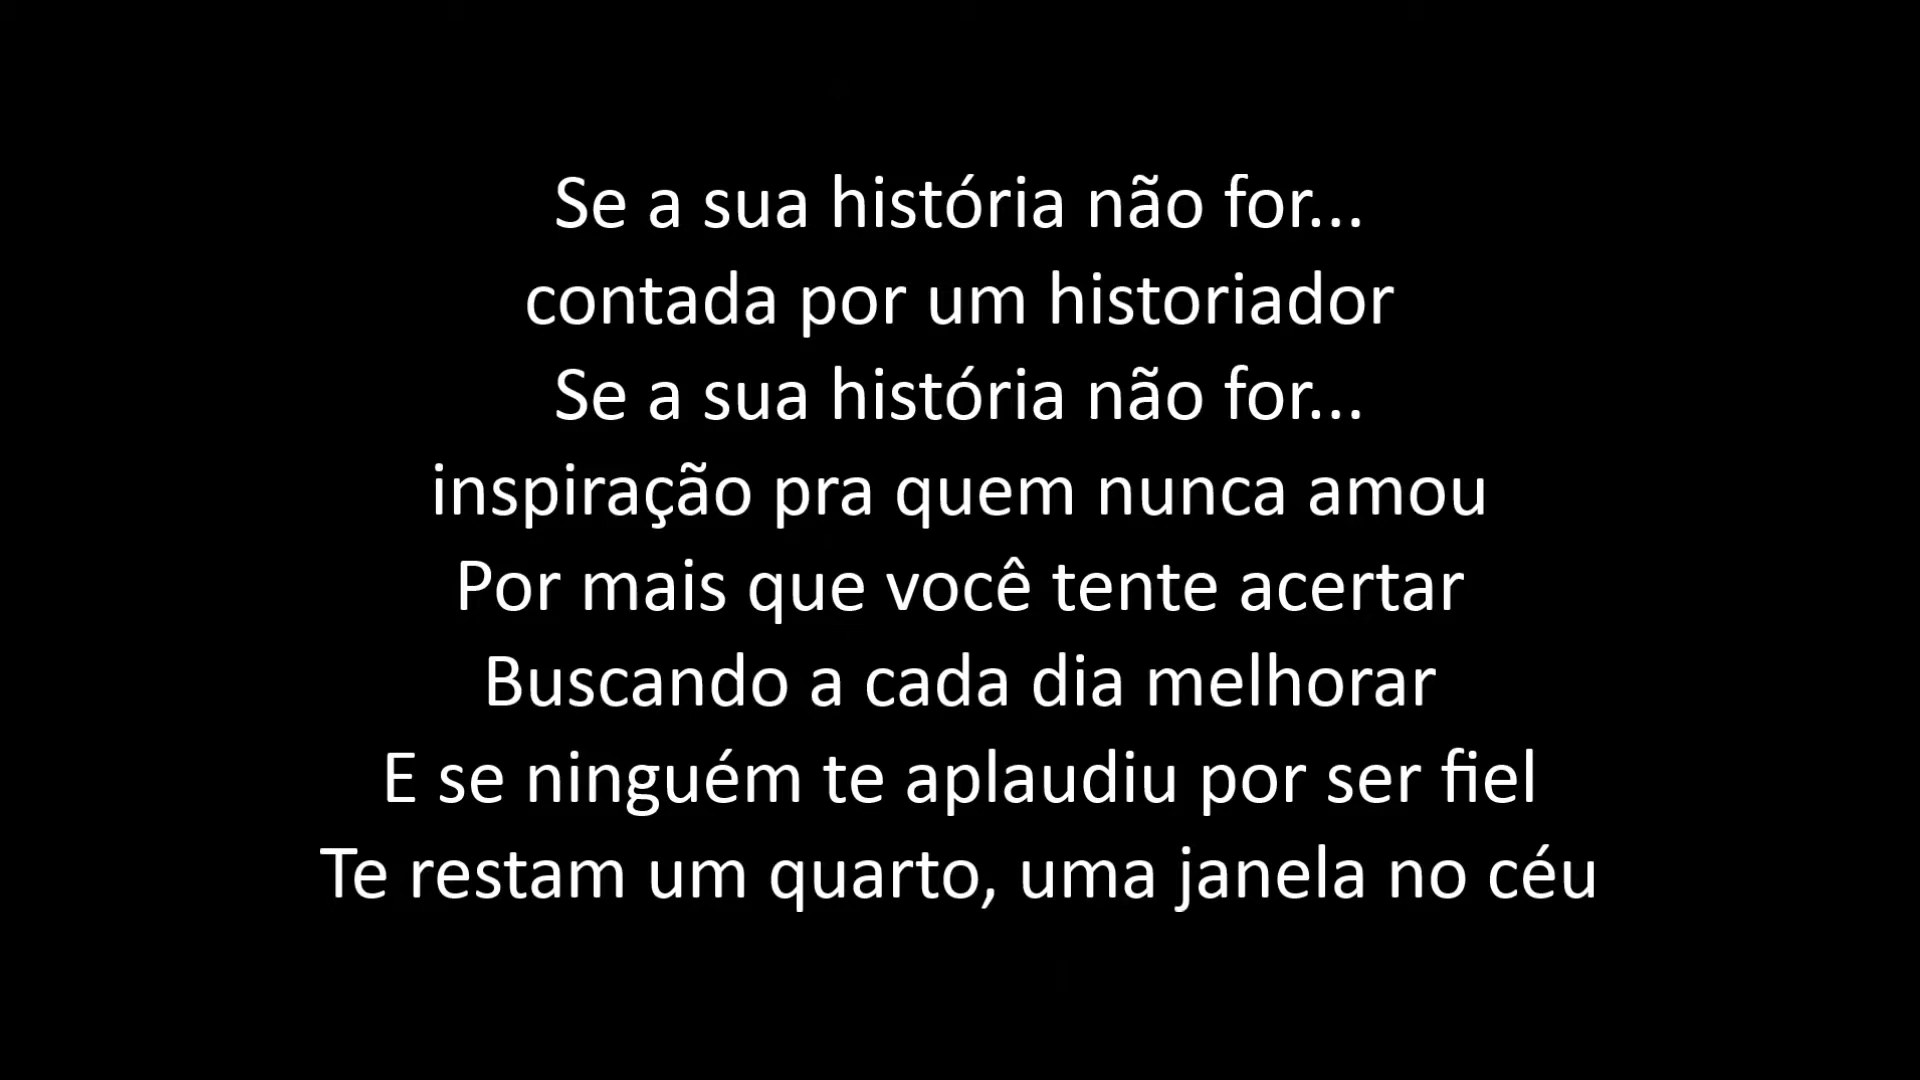 Se a sua história não for...
contada por um historiador
Se a sua história não for...
inspiração pra quem nunca amou
Por mais que você tente acertar
Buscando a cada dia melhorar
E se ninguém te aplaudiu por ser fiel
Te restam um quarto, uma janela no céu